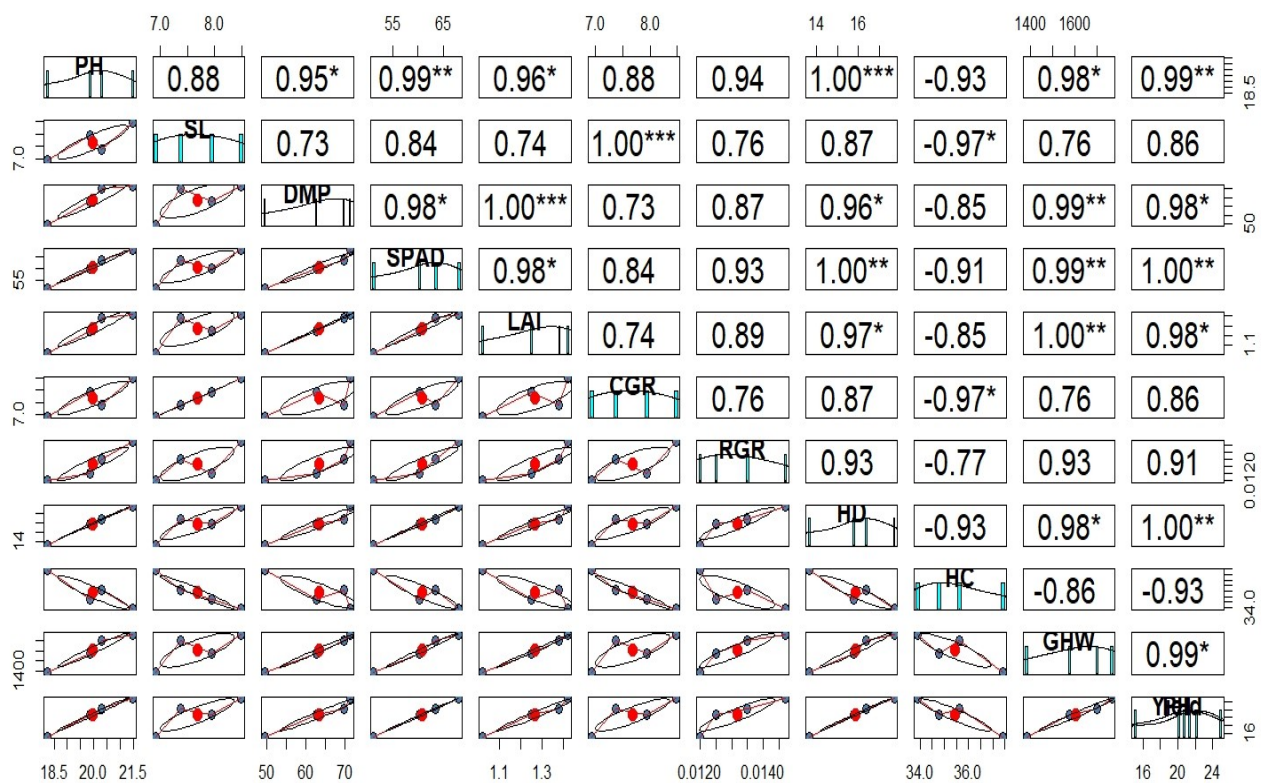 7.0 8.0 55 65 7.0 8.0 14 16 1400 1600
PH 0.88 0.95* 0.99** 0.96* 0.88 0.94 1.00*** -0.93 0.98* 0.99** 18.5
7.0 SL 0.73 0.84 0.74 1.00*** 0.76 0.87 -0.97* 0.76 0.86
DMP 0.98* 1.00*** 0.73 0.87 0.96* -0.85 0.99** 0.98* 50
55 SPAD 0.98* 0.84 0.93 1.00** -0.91 0.99** 1.00**
LAI 0.74 0.89 0.97* -0.85 1.00** 0.98* 1.1
7.0 CGR 0.76 0.87 -0.97* 0.76 0.86
RGR 0.93 -0.77 0.93 0.91 0.0120
14 HD -0.93 0.98* 1.00**
HC -0.86 -0.93 34.0
1400 GHW 0.99*
16
18.5 20.0 21.5 50 60 70 1.1 1.3 0.0120 0.0140 34.0 36.0 16 20 24